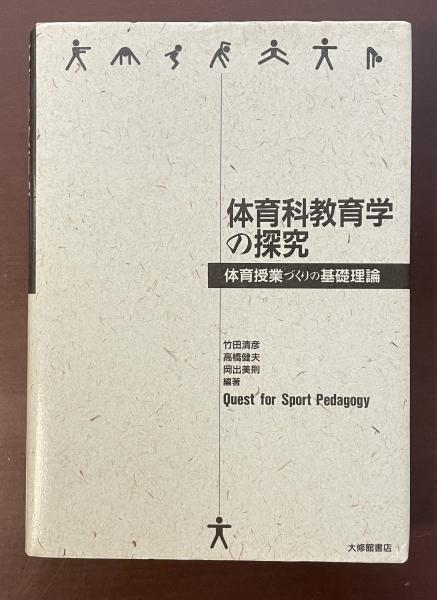 体育科教育学
の探究
体育授業づくりの基礎理論
竹田清彦
高橋健夫
岡出美則
編著
Quest for Sport Pedagogy
大修館書店